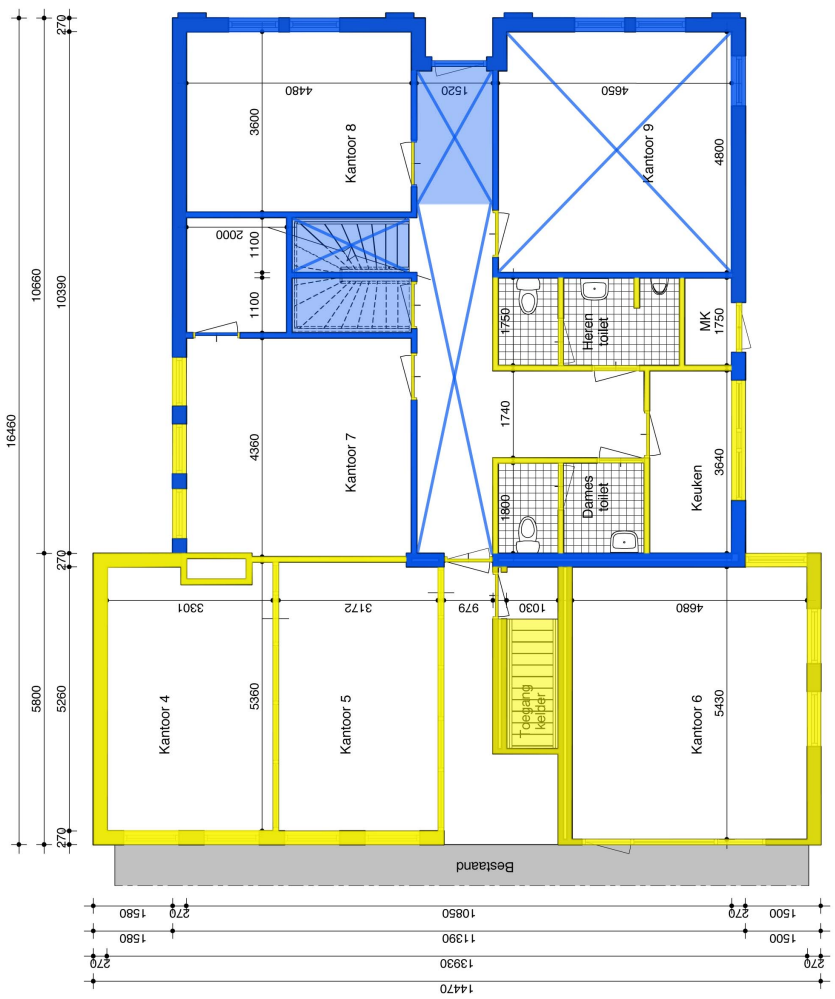 270
10660
10390
16460
270
5800
5260
270
4480
3600
Kantoor 8
1520
4650
Kantoor 9
4800
2000
1100
1100
1750
Heren
toilet
MK
1750
4360
Kantoor 7
1740
1800
Dames
toilet
Keuken
3640
3301
3172
979
1030
4680
5360
Kantoor 4
Kantoor 5
Toegang
kelder
Kantoor 6
5430
Bestaand
1580
270
10850
270
1500
1580
11390
1500
270
13930
270
14470